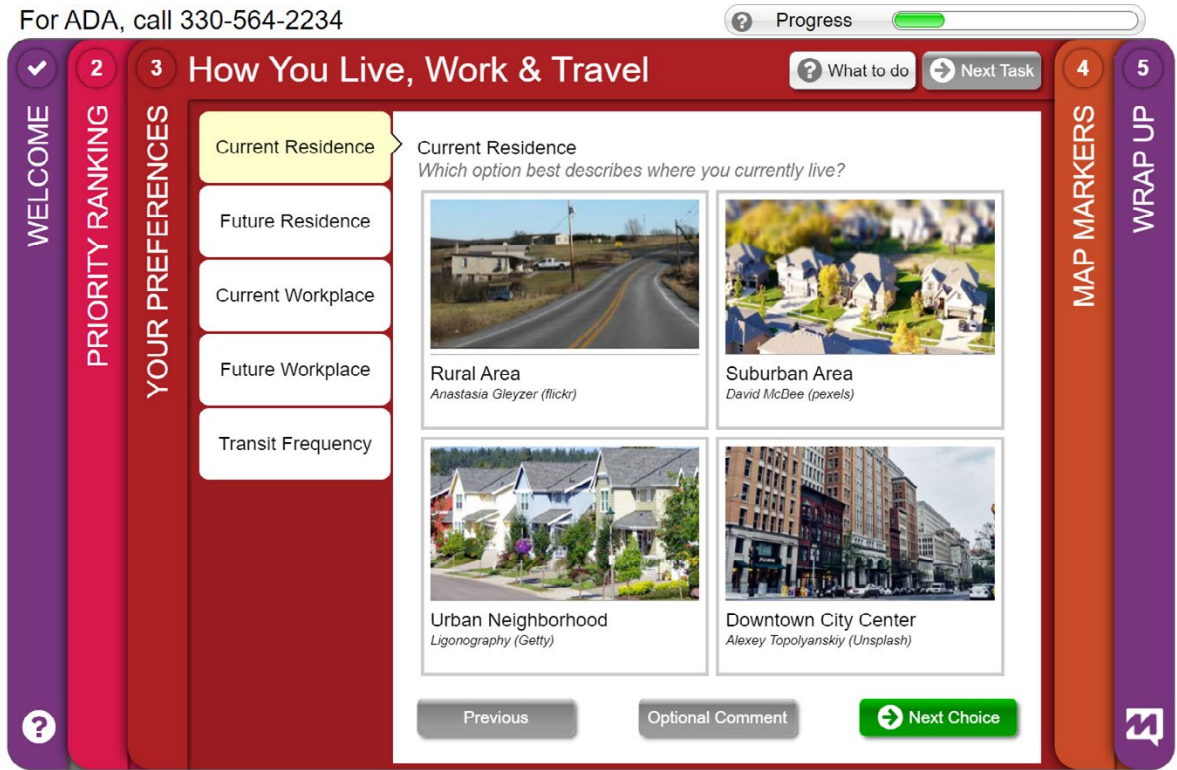 For ADA, call 330-564-2234
Progress
WELCOME
2
PRIORITY RANKING
3
YOUR PREFERENCES
How You Live, Work & Travel
What to do
Next Task
4
MAP MARKERS
5
WRAP UP
Current Residence
Future Residence
Current Workplace
Future Workplace
Transit Frequency
Current Residence
Which option best describes where you currently live?
Rural Area
Anastasia Gleyzer (flickr)
Suburban Area
David McBee (pexels)
Urban Neighborhood
Ligonography (Getty)
Downtown City Center
Alexey Topolyanskiy (Unsplash)
Previous
Optional Comment
Next Choice